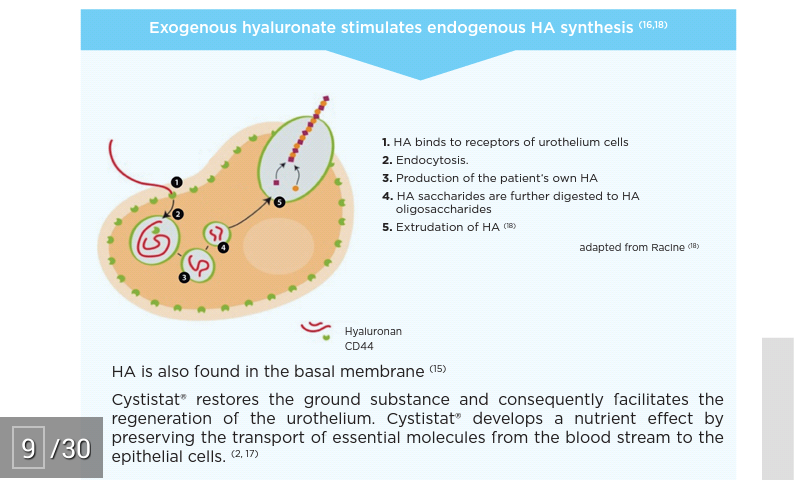 Exogenous hyaluronate stimulates endogenous HA synthesis (16,18)
1. HA binds to receptors of urothelium cells
2. Endocytosis.
3. Production of the patient's own HA
4. HA saccharides are further digested to HA
oligosaccharides
5. Extrudation of HA (18)
adapted from Racine (18)
1
2
3
4
5
Hyaluronan
CD44
HA is also found in the basal membrane (15)
Cystistat® restores the ground substance and consequently facilitates the
regeneration of the urothelium. Cystistat® develops a nutrient effect by
preserving the transport of essential molecules from the blood stream to the
epithelial cells. (2, 17)
9 /30